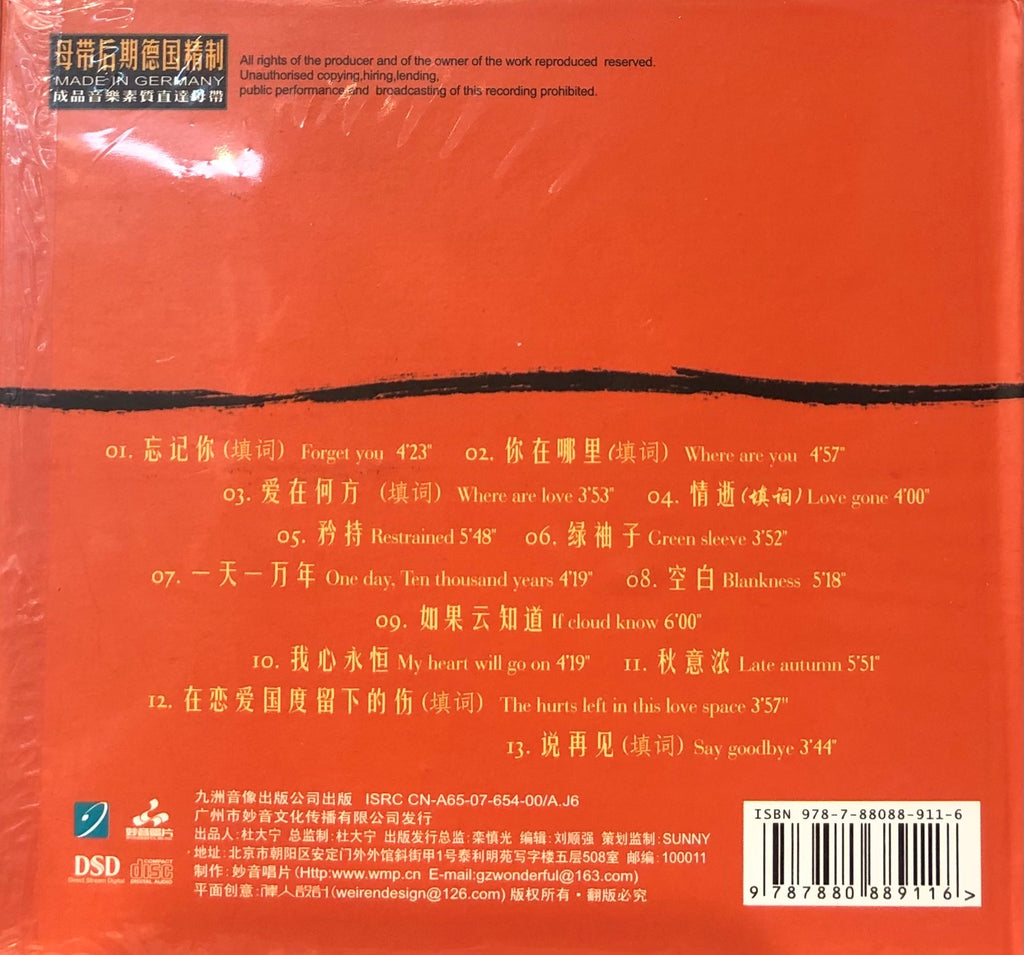 母带后期德国精制
MADE IN GERMANY
成品音樂素質直達母帶
All rights of the producer and of the owner of the work reproduced reserved.
Unauthorised copying,hiring,lending,
public performance and broadcasting of this recording prohibited.
01. 忘记你(填词) Forget you 4'23" 02. 你在哪里(填词) Where are you 4'57"
03. 爱在何方 (填词) Where are love 3'53" 04. 情逝(填词) Love gone 4'00"
05. 矜持 Restrained 5'48" 06. 绿袖子 Green sleeve 3'52"
07. 一天一万年 One day, Ten thousand years 4'19" 08. 空白 Blankness 5'18"
09. 如果云知道 If cloud know 6'00"
10. 我心永恒 My heart will go on 4'19" 11. 秋意浓 Late autumn 5'51"
12. 在恋爱国度留下的伤(填词) The hurts left in this love space 3'57"
13. 说再见(填词) Say goodbye 3'44"
九洲音像出版公司出版 ISRC CN-A65-07-654-00/A.J6
广州市妙音文化传播有限公司发行
出品人:杜大宁 总监制:杜大宁 出版发行总监:栾慎光 编辑:刘顺强 策划监制:SUNNY
地址:北京市朝阳区安定门外外馆斜街甲1号泰利明苑写字楼五层508室 邮编:100011
制作:妙音唱片(Http:www.wmp.cn E-mail:gzwonderful@163.com)
平面创意:(weirendesign@126.com) 版权所有·翻版必究
妙音唱片
DSD
Direct Stream Digital
COMPACT
disc
DIGITAL AUDIO
ISBN 978-7-88088-911-6
9 787880 889116 >